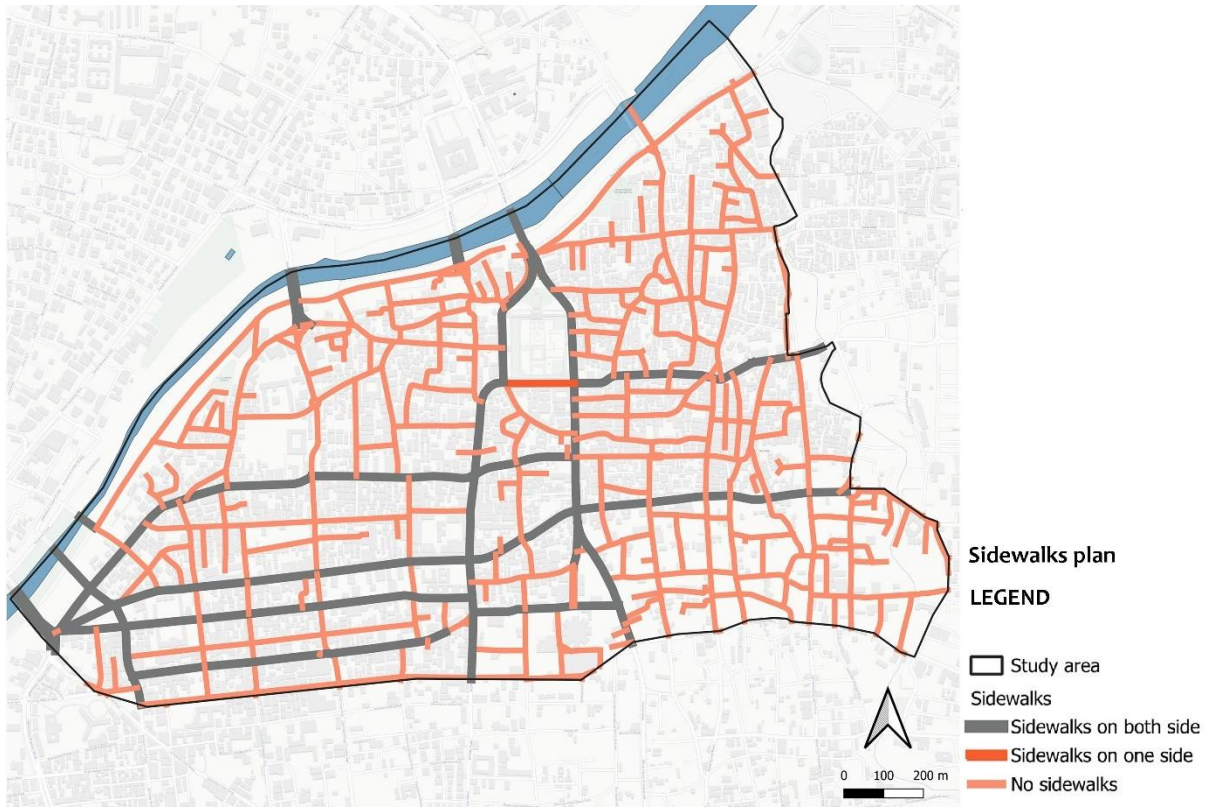 Sidewalks plan
LEGEND
Study area
Sidewalks
Sidewalks on both side
Sidewalks on one side
No sidewalks
0 100 200 m